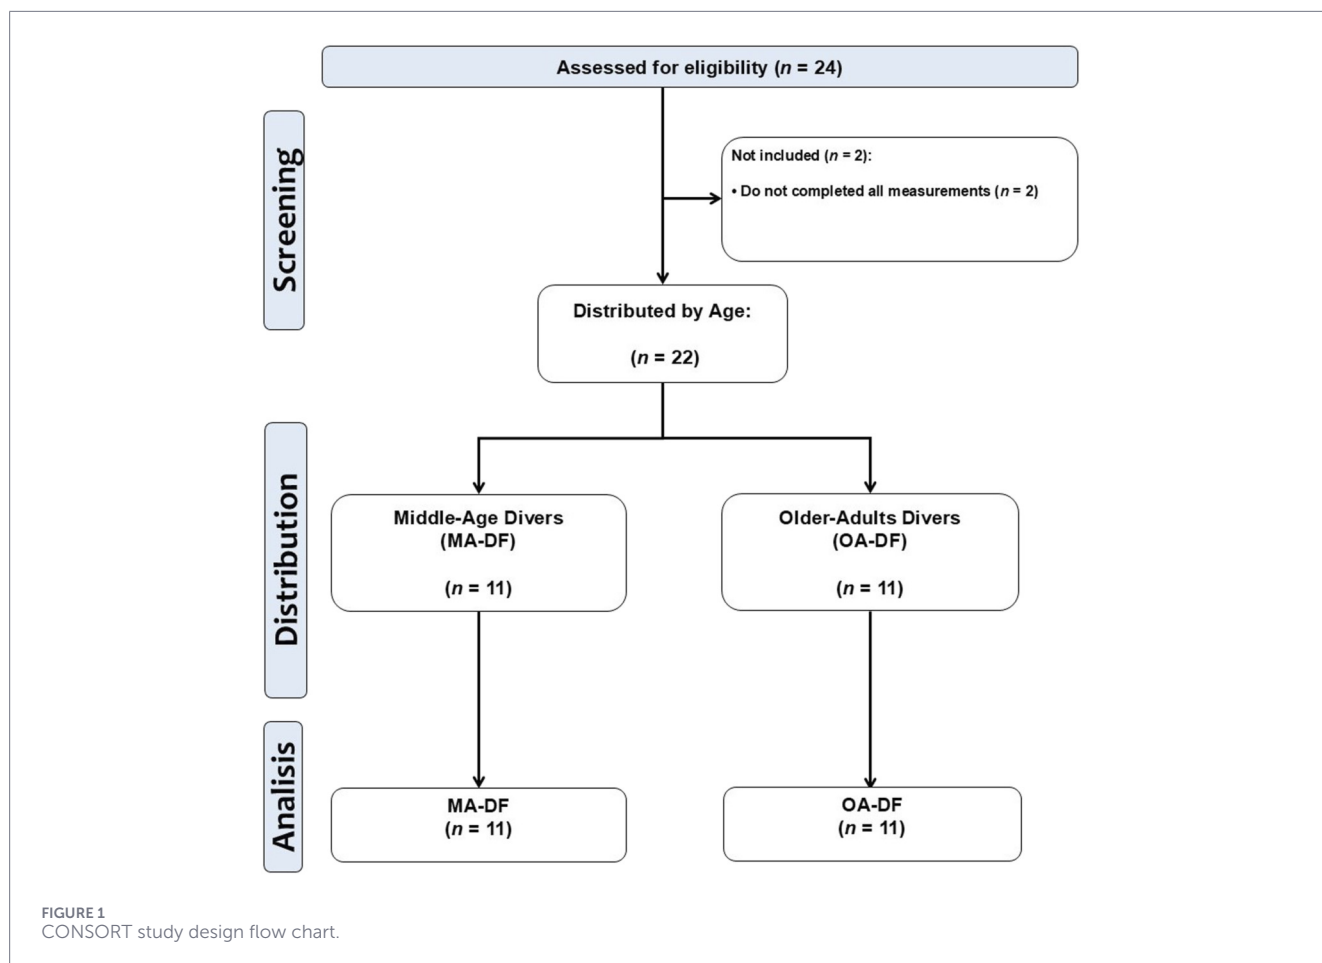 Assessed for eligibility (n = 24)
Screening
Not included (n = 2):
• Do not completed all measurements (n = 2)
Distributed by Age:
(n = 22)
Distribution
Middle-Age Divers
(MA-DF)
(n = 11)
Older-Adults Divers
(OA-DF)
(n = 11)
Analisis
MA-DF
(n = 11)
OA-DF
(n = 11)
FIGURE 1
CONSORT study design flow chart.